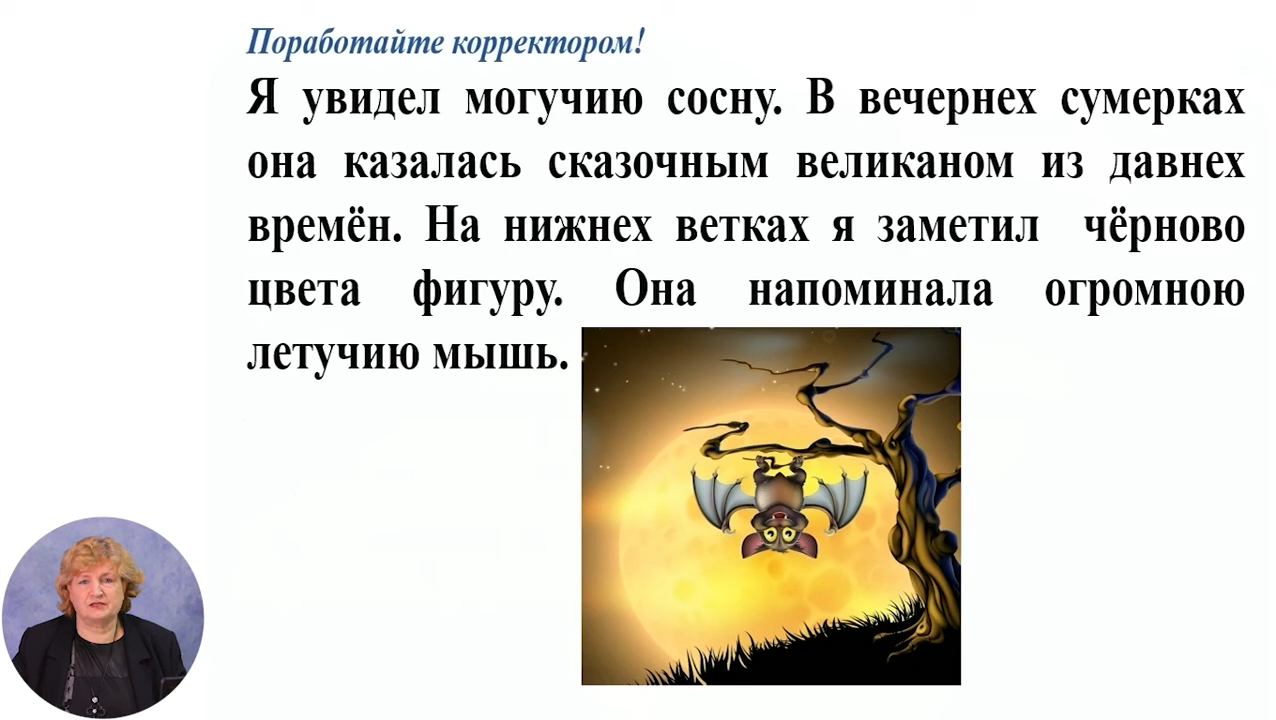 Поработайте корректором!
Я увидел могучию сосну. В вечернех сумерках
она казалась сказочным великаном из давнех
времён. На нижнех ветках я заметил чёрново
цвета фигуру. Она напоминала огромною
летучию мышь.